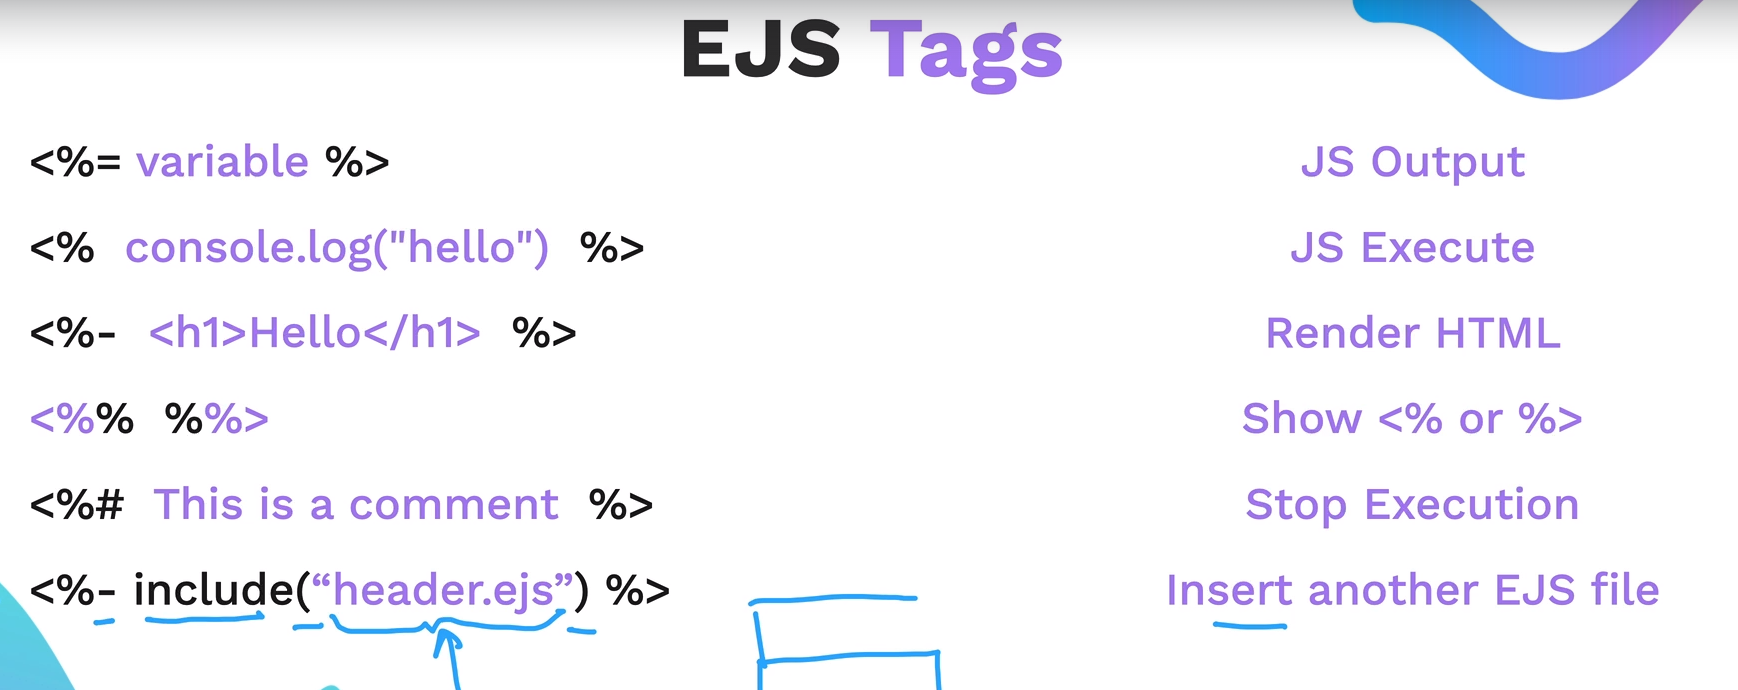 EJS Tags
<%= variable %> JS Output
<% console.log("hello") %> JS Execute
<%- <h1>Hello</h1> %> Render HTML
<%% %%> Show <% or %>
<%# This is a comment %> Stop Execution
<%- include(“header.ejs”) %> Insert another EJS file